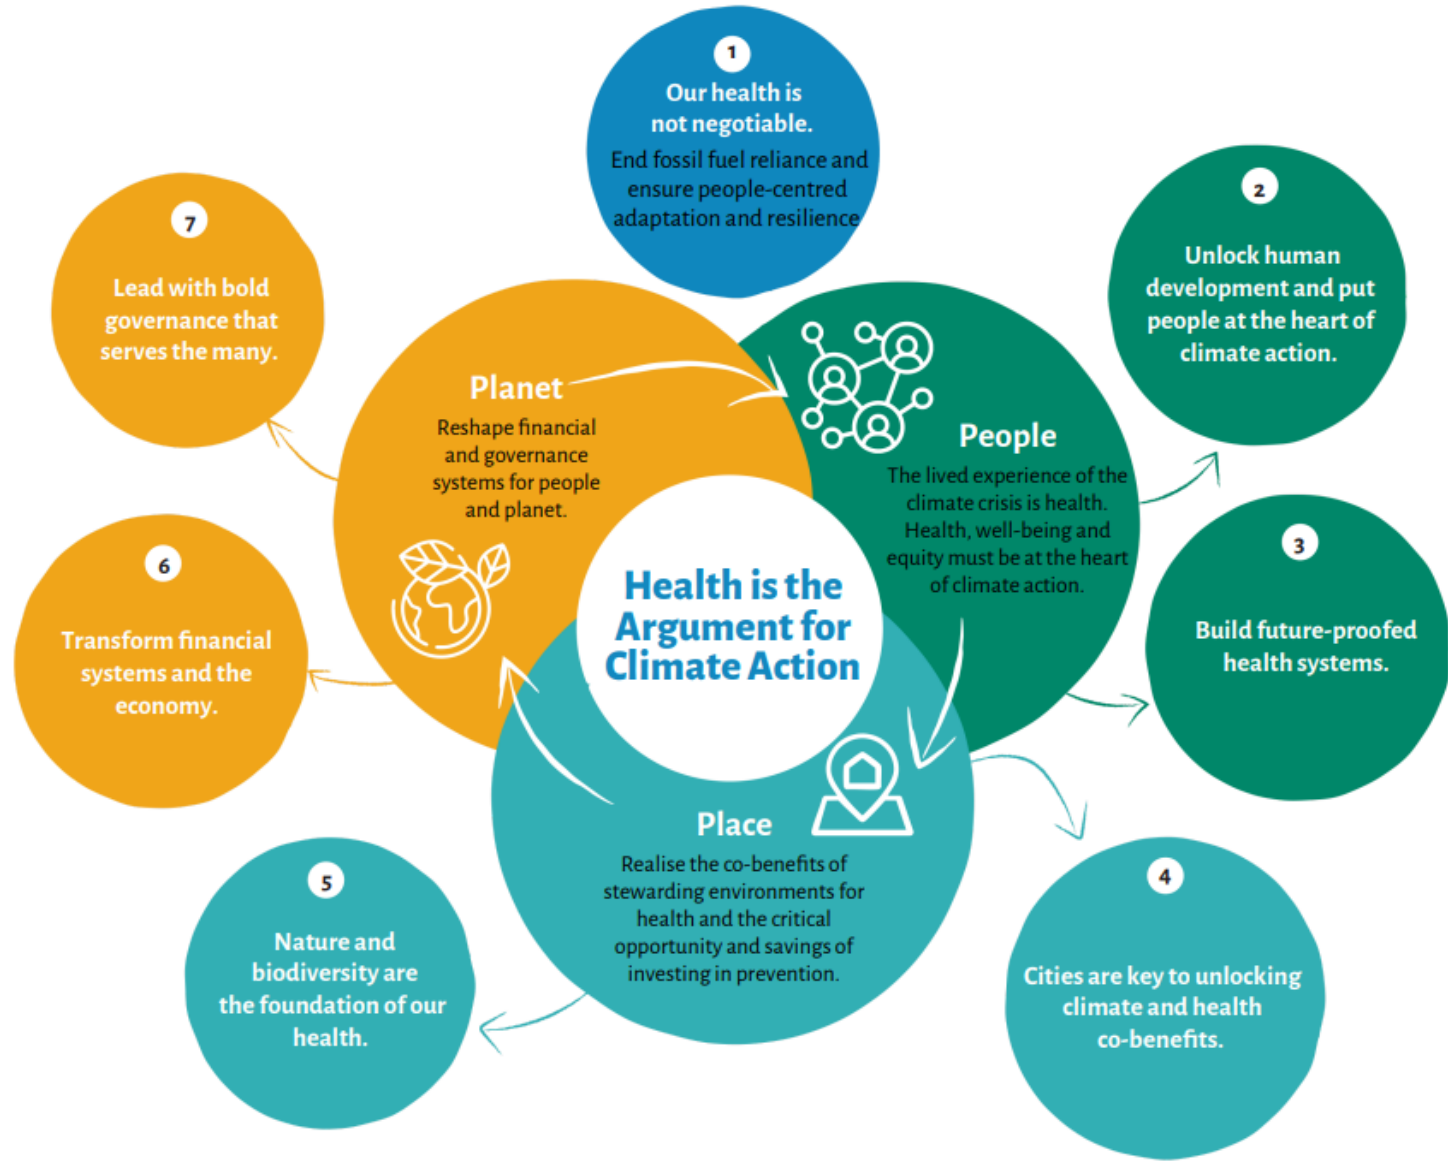 1
Our health is
not negotiable.
End fossil fuel reliance and
ensure people-centred
adaptation and resilience
2
Unlock human
development and put
people at the heart of
climate action.
3
Build future-proofed
health systems.
4
Cities are key to unlocking
climate and health
co-benefits.
5
Nature and
biodiversity are
the foundation of our
health.
6
Transform financial
systems and the
economy.
7
Lead with bold
governance that
serves the many.
Planet
Reshape financial
and governance
systems for people
and planet.
People
The lived experience of the
climate crisis is health.
Health, well-being and
equity must be at the heart
of climate action.
Health is the
Argument for
Climate Action
Place
Realise the co-benefits of
stewarding environments for
health and the critical
opportunity and savings of
investing in prevention.